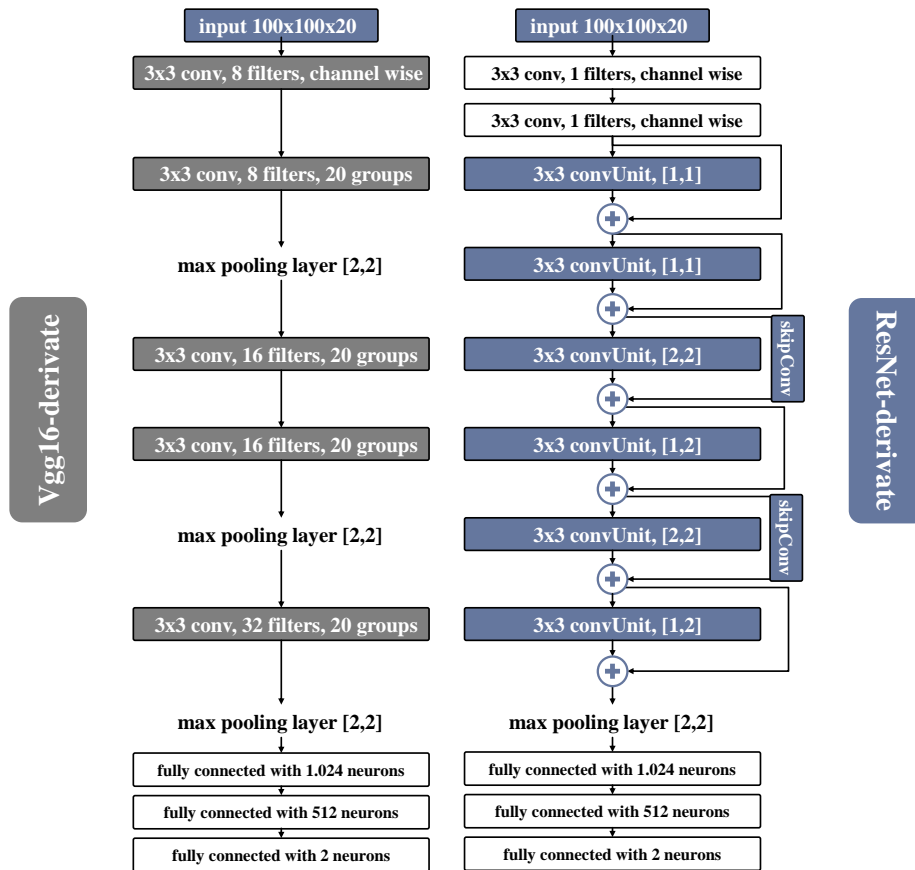 Vgg16-derivate
input 100x100x20
3x3 conv, 8 filters, channel wise
3x3 conv, 8 filters, 20 groups
max pooling layer [2,2]
3x3 conv, 16 filters, 20 groups
3x3 conv, 16 filters, 20 groups
max pooling layer [2,2]
3x3 conv, 32 filters, 20 groups
max pooling layer [2,2]
fully connected with 1.024 neurons
fully connected with 512 neurons
fully connected with 2 neurons
input 100x100x20
3x3 conv, 1 filters, channel wise
3x3 conv, 1 filters, channel wise
3x3 convUnit, [1,1]
3x3 convUnit, [1,1]
skipConv
3x3 convUnit, [2,2]
3x3 convUnit, [1,2]
skipConv
3x3 convUnit, [2,2]
3x3 convUnit, [1,2]
max pooling layer [2,2]
fully connected with 1.024 neurons
fully connected with 512 neurons
fully connected with 2 neurons
ResNet-derivate